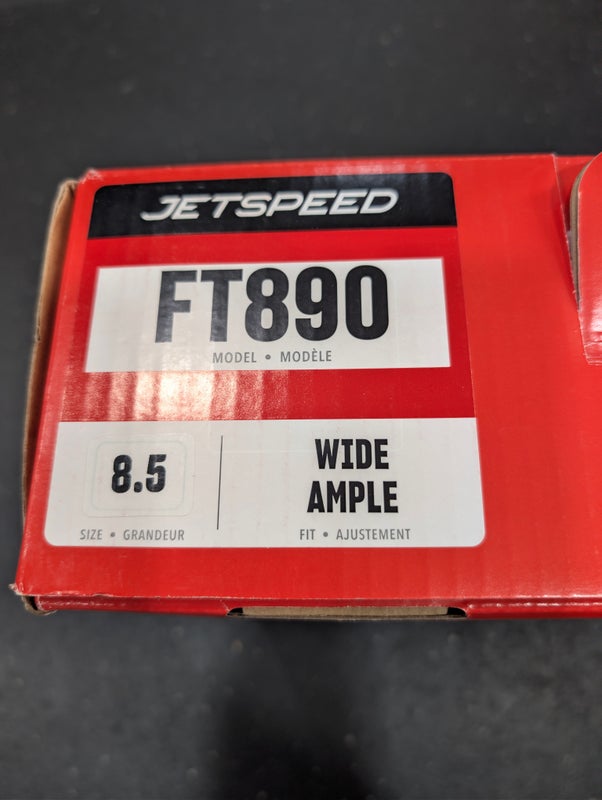 JETSPEED
FT890
MODEL • MODÈLE
8.5
SIZE • GRANDEUR
WIDE
AMPLE
FIT • AJUSTEMENT